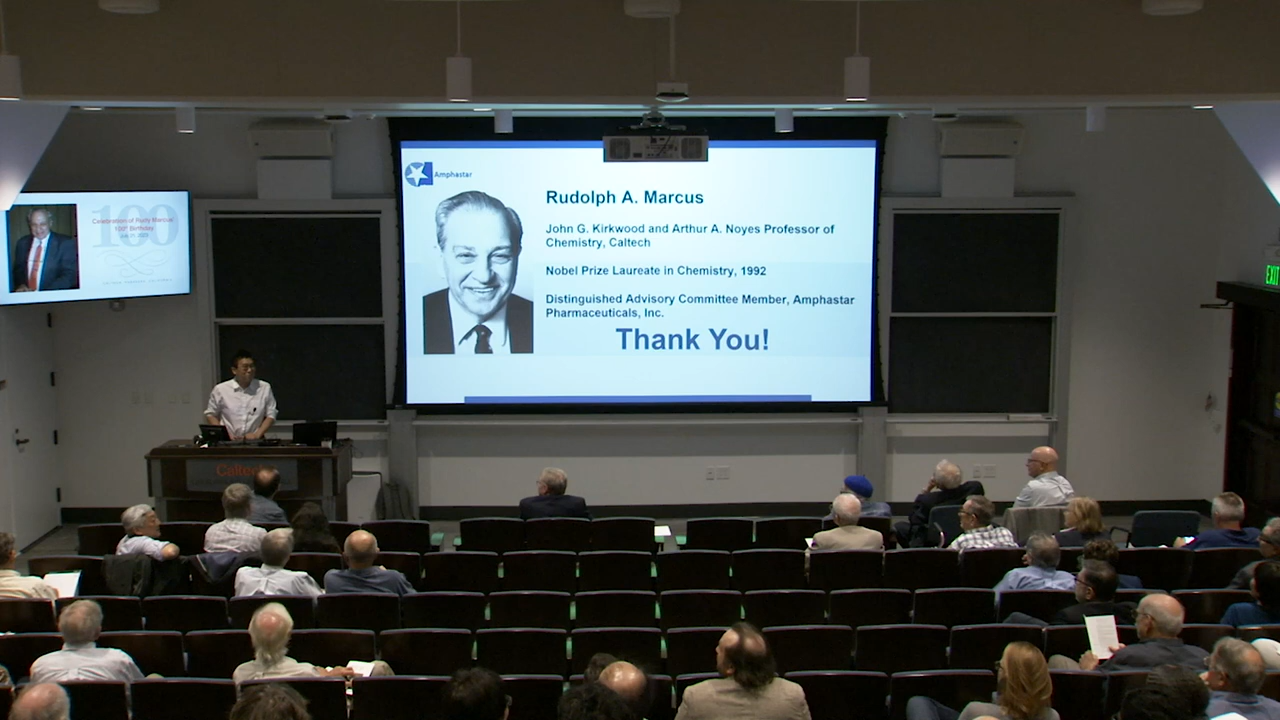 Amphastar
Rudolph A. Marcus
John G. Kirkwood and Arthur A. Noyes Professor of
Chemistry, Caltech
Nobel Prize Laureate in Chemistry, 1992
Distinguished Advisory Committee Member, Amphastar
Pharmaceuticals, Inc.
Thank You!
100
Celebration of Rudy Marcus'
100th Birthday
Caltech
EXIT